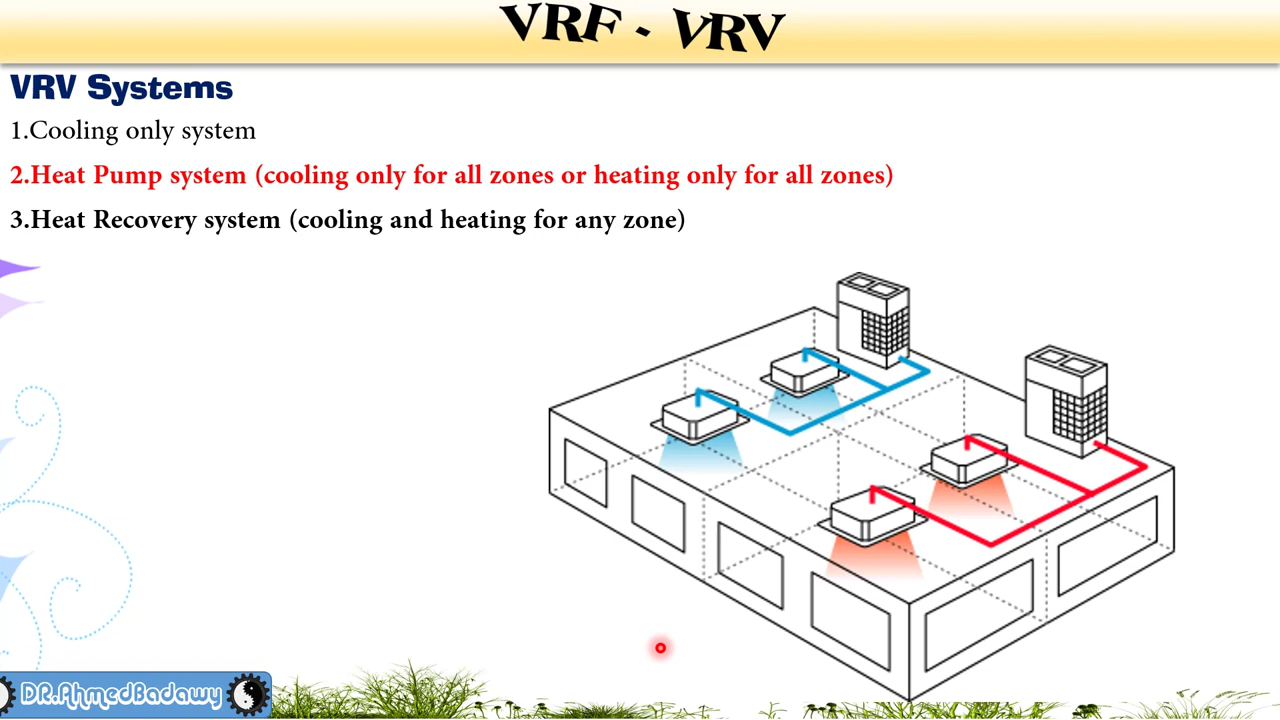 VRF - VRV
VRV Systems
1.Cooling only system
2.Heat Pump system (cooling only for all zones or heating only for all zones)
3.Heat Recovery system (cooling and heating for any zone)
DR.AhmedBadawy